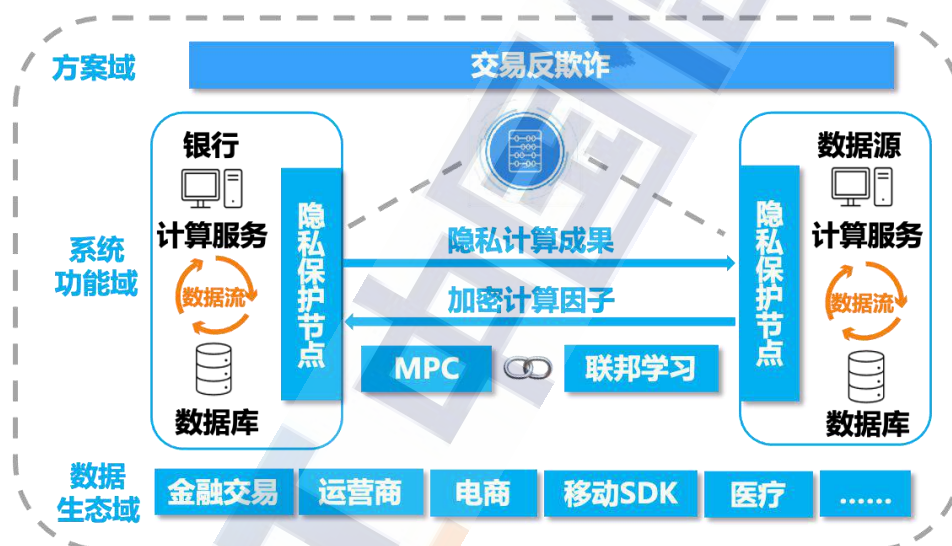 方案域
交易反欺诈
系统
功能域
银行
计算服务
数据流
数据库
隐私保护节点
隐私计算成果
加密计算因子
MPC
联邦学习
隐私保护节点
数据源
计算服务
数据流
数据库
数据
生态域
金融交易
运营商
电商
移动SDK
医疗
......